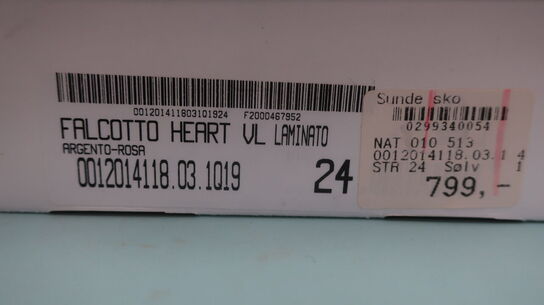 001201411803101924 F2000467952
FALCOTTO HEART VL LAMINATO
ARGENTO-ROSA
0012014118.03.1Q19
24
Sunde sko
0299340054
NAT 010 513
0012014118.03.1 4
STR 24 Sølv 1
799,-